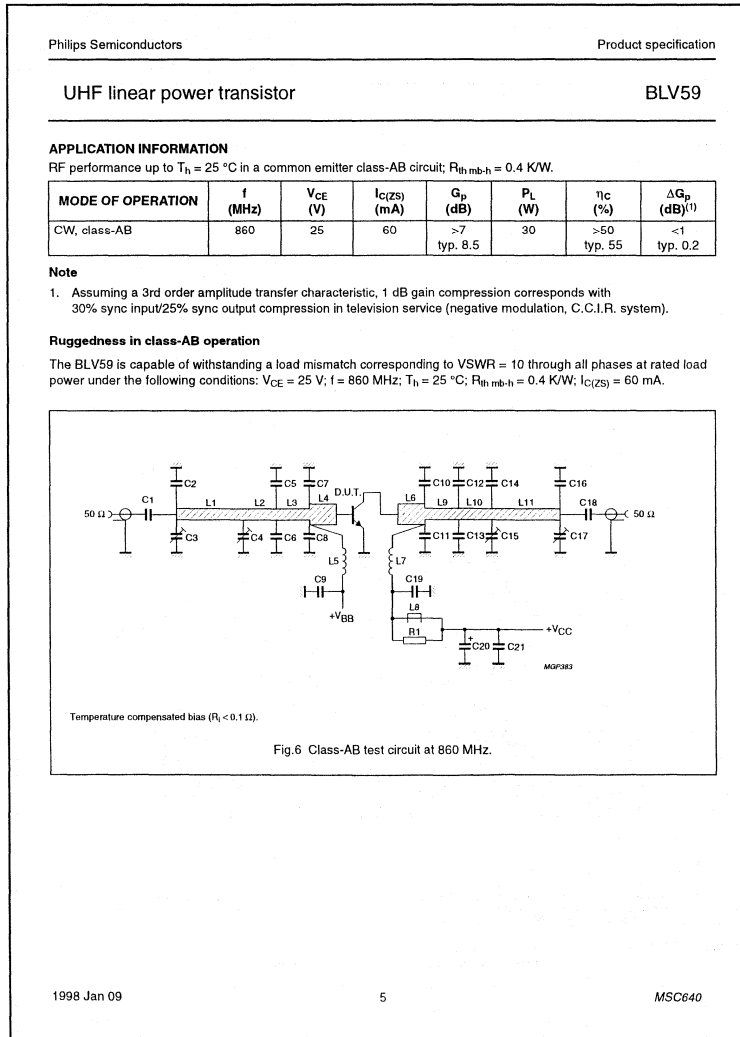 Philips Semiconductors
Product specification
UHF linear power transistor
BLV59
APPLICATION INFORMATION
RF performance up to Th = 25 °C in a common emitter class-AB circuit; Rth mb-h = 0.4 K/W.
MODE OF OPERATION f (MHz) VCE (V) IC(ZS) (mA) Gp (dB) PL (W) ηC (%) ΔGp (dB)(1)
CW, class-AB 860 25 60 >7 30 >50 <1
typ. 8.5 typ. 55 typ. 0.2
Note
1. Assuming a 3rd order amplitude transfer characteristic, 1 dB gain compression corresponds with
30% sync input/25% sync output compression in television service (negative modulation, C.C.I.R. system).
Ruggedness in class-AB operation
The BLV59 is capable of withstanding a load mismatch corresponding to VSWR = 10 through all phases at rated load
power under the following conditions: VCE = 25 V; f = 860 MHz; Th = 25 °C; Rth mb-h = 0.4 K/W; IC(ZS) = 60 mA.
C2 C5 C7 C10 C12 C14 C16
D.U.T.
C1 L1 L2 L3 L4 L6 L9 L10 L11 C18
50 Ω 50 Ω
C3 C4 C6 C8 C11 C13 C15 C17
L5 L7
C9 C19
+VBB L8
R1 +VCC
+
C20 C21
MGP383
Temperature compensated bias (Ri < 0.1 Ω).
Fig.6 Class-AB test circuit at 860 MHz.
1998 Jan 09
5
MSC640